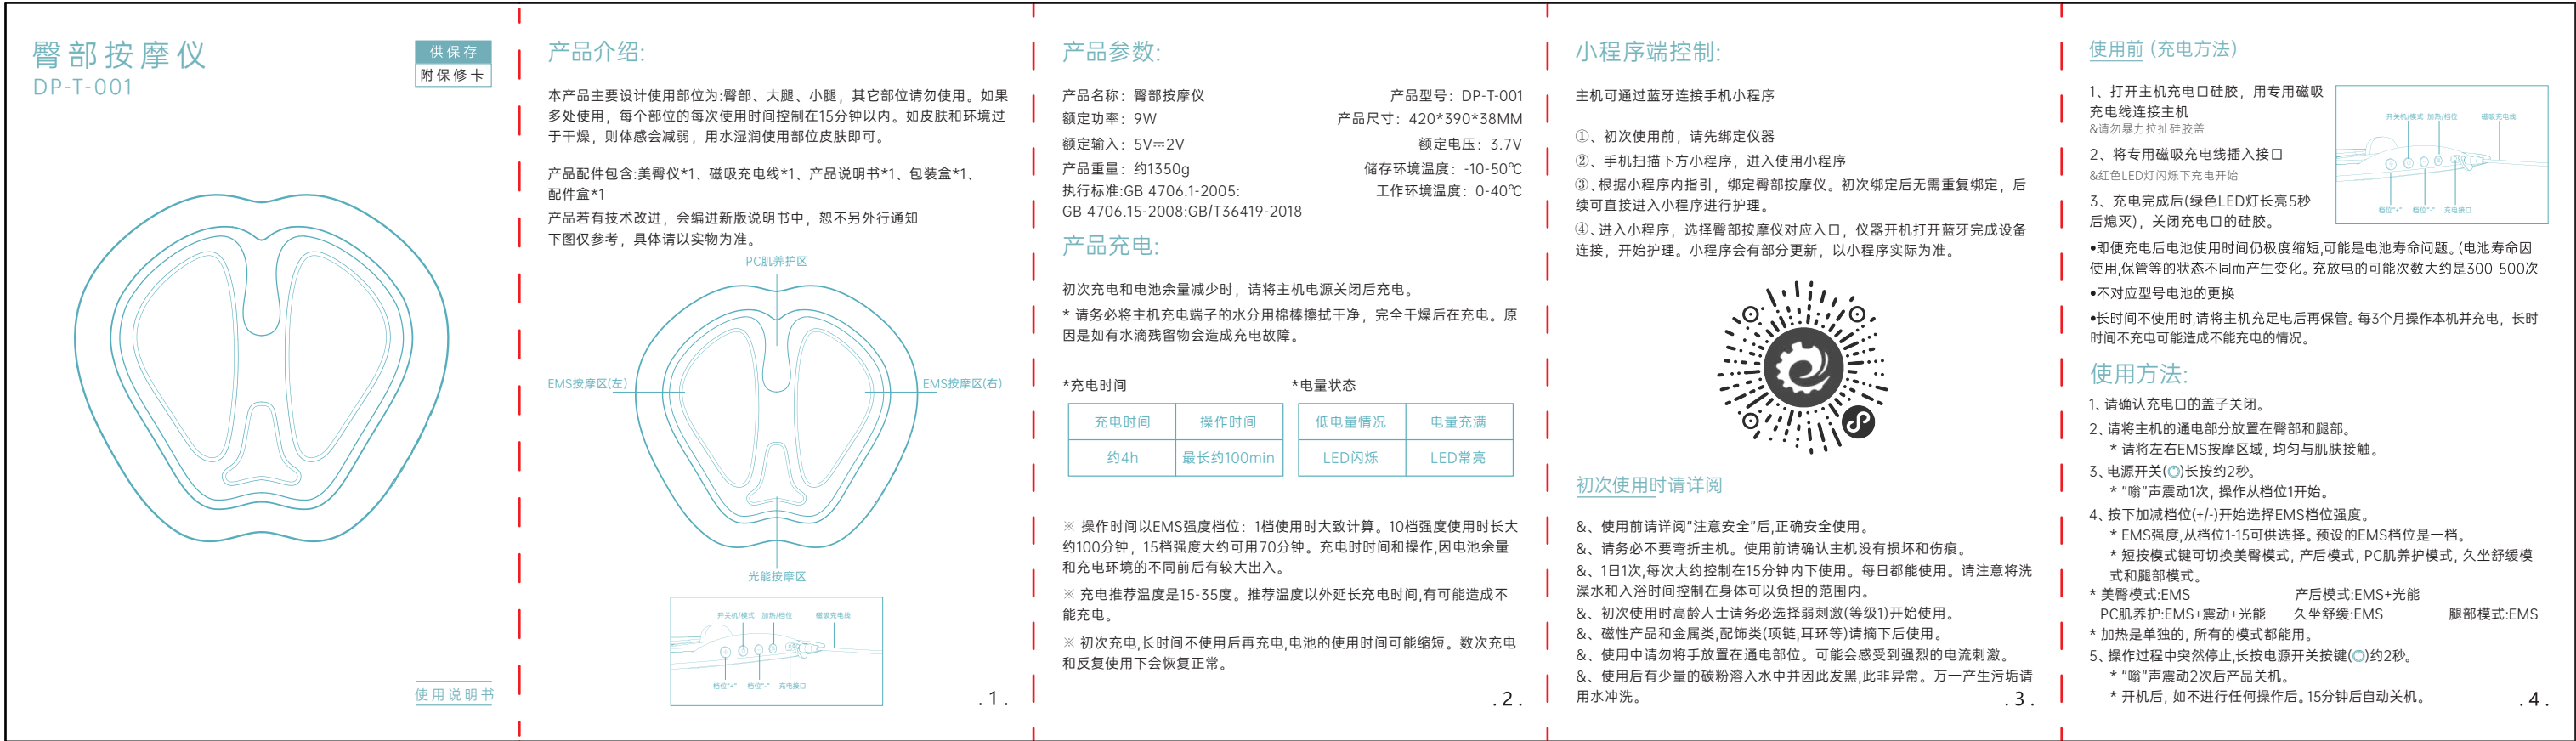 臀部按摩仪
DP-T-001
供保存
附保修卡
使用说明书
产品介绍:
本产品主要设计使用部位为:臀部、大腿、小腿，其它部位请勿使用。如果
多处使用，每个部位的每次使用时间控制在15分钟以内。如皮肤和环境过
于干燥，则体感会减弱，用水湿润使用部位皮肤即可。
产品配件包含:美臀仪*1、磁吸充电线*1、产品说明书*1、包装盒*1、
配件盒*1
产品若有技术改进，会编进新版说明书中，恕不另外行通知
下图仅参考，具体请以实物为准。
PC肌养护区
EMS按摩区(左)
EMS按摩区(右)
光能按摩区
开关机/模式 加热/档位 磁吸充电线
档位"+" 档位"-" 充电接口
.1.
产品参数:
产品名称：臀部按摩仪 产品型号：DP-T-001
额定功率：9W 产品尺寸：420*390*38MM
额定输入：5V⎓2V 额定电压：3.7V
产品重量：约1350g 储存环境温度：-10-50℃
执行标准:GB 4706.1-2005: 工作环境温度：0-40℃
GB 4706.15-2008:GB/T36419-2018
产品充电:
初次充电和电池余量减少时，请将主机电源关闭后充电。
* 请务必将主机充电端子的水分用棉棒擦拭干净，完全干燥后在充电。原
因是如有水滴残留物会造成充电故障。
*充电时间 *电量状态
充电时间 操作时间 低电量情况 电量充满
约4h 最长约100min LED闪烁 LED常亮
※ 操作时间以EMS强度档位：1档使用时大致计算。10档强度使用时长大
约100分钟，15档强度大约可用70分钟。充电时时间和操作,因电池余量
和充电环境的不同前后有较大出入。
※ 充电推荐温度是15-35度。推荐温度以外延长充电时间,有可能造成不
能充电。
※ 初次充电,长时间不使用后再充电,电池的使用时间可能缩短。数次充电
和反复使用下会恢复正常。
.2.
小程序端控制:
主机可通过蓝牙连接手机小程序
①、初次使用前，请先绑定仪器
②、手机扫描下方小程序，进入使用小程序
③、根据小程序内指引，绑定臀部按摩仪。初次绑定后无需重复绑定，后
续可直接进入小程序进行护理。
④、进入小程序，选择臀部按摩仪对应入口，仪器开机打开蓝牙完成设备
连接，开始护理。小程序会有部分更新，以小程序实际为准。
初次使用时请详阅
&、使用前请详阅“注意安全”后,正确安全使用。
&、请务必不要弯折主机。使用前请确认主机没有损坏和伤痕。
&、1日1次,每次大约控制在15分钟内下使用。每日都能使用。请注意将洗
澡水和入浴时间控制在身体可以负担的范围内。
&、初次使用时高龄人士请务必选择弱刺激(等级1)开始使用。
&、磁性产品和金属类,配饰类(项链,耳环等)请摘下后使用。
&、使用中请勿将手放置在通电部位。可能会感受到强烈的电流刺激。
&、使用后有少量的碳粉溶入水中并因此发黑,此非异常。万一产生污垢请
用水冲洗。
.3.
使用前（充电方法）
1、打开主机充电口硅胶，用专用磁吸
充电线连接主机
&请勿暴力拉扯硅胶盖
2、将专用磁吸充电线插入接口
&红色LED灯闪烁下充电开始
3、充电完成后(绿色LED灯长亮5秒
后熄灭)，关闭充电口的硅胶。
开关机/模式 加热/档位 磁吸充电线
档位"+" 档位"-" 充电接口
•即便充电后电池使用时间仍极度缩短,可能是电池寿命问题。(电池寿命因
使用,保管等的状态不同而产生变化。充放电的可能次数大约是300-500次
•不对应型号电池的更换
•长时间不使用时,请将主机充足电后再保管。每3个月操作本机并充电，长时
时间不充电可能造成不能充电的情况。
使用方法:
1、请确认充电口的盖子关闭。
2、请将主机的通电部分放置在臀部和腿部。
* 请将左右EMS按摩区域, 均匀与肌肤接触。
3、电源开关()长按约2秒。
* “嗡”声震动1次, 操作从档位1开始。
4、按下加减档位(+/-)开始选择EMS档位强度。
* EMS强度,从档位1-15可供选择。预设的EMS档位是一档。
* 短按模式键可切换美臀模式, 产后模式, PC肌养护模式, 久坐舒缓模
式和腿部模式。
* 美臀模式:EMS 产后模式:EMS+光能
PC肌养护:EMS+震动+光能 久坐舒缓:EMS 腿部模式:EMS
* 加热是单独的, 所有的模式都能用。
5、操作过程中突然停止,长按电源开关按键()约2秒。
* “嗡”声震动2次后产品关机。
* 开机后, 如不进行任何操作后。15分钟后自动关机。
.4.